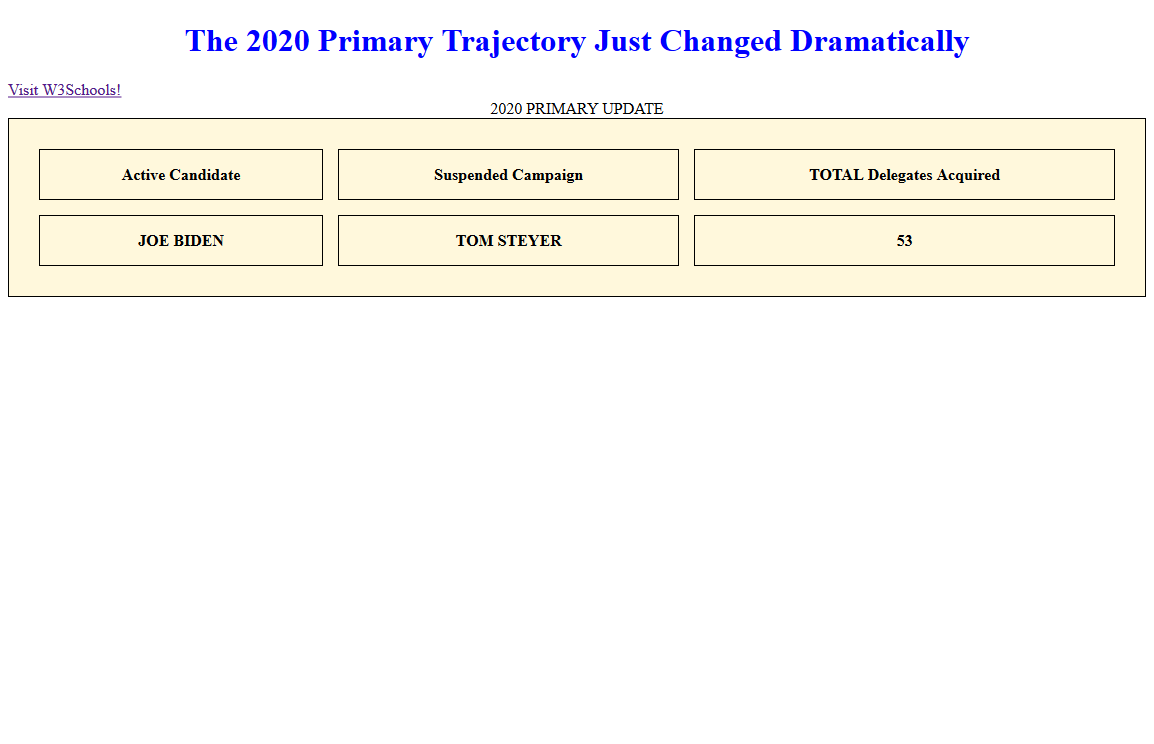 The 2020 Primary Trajectory Just Changed Dramatically
Visit W3Schools!
2020 PRIMARY UPDATE
Active Candidate Suspended Campaign TOTAL Delegates Acquired
JOE BIDEN TOM STEYER 53